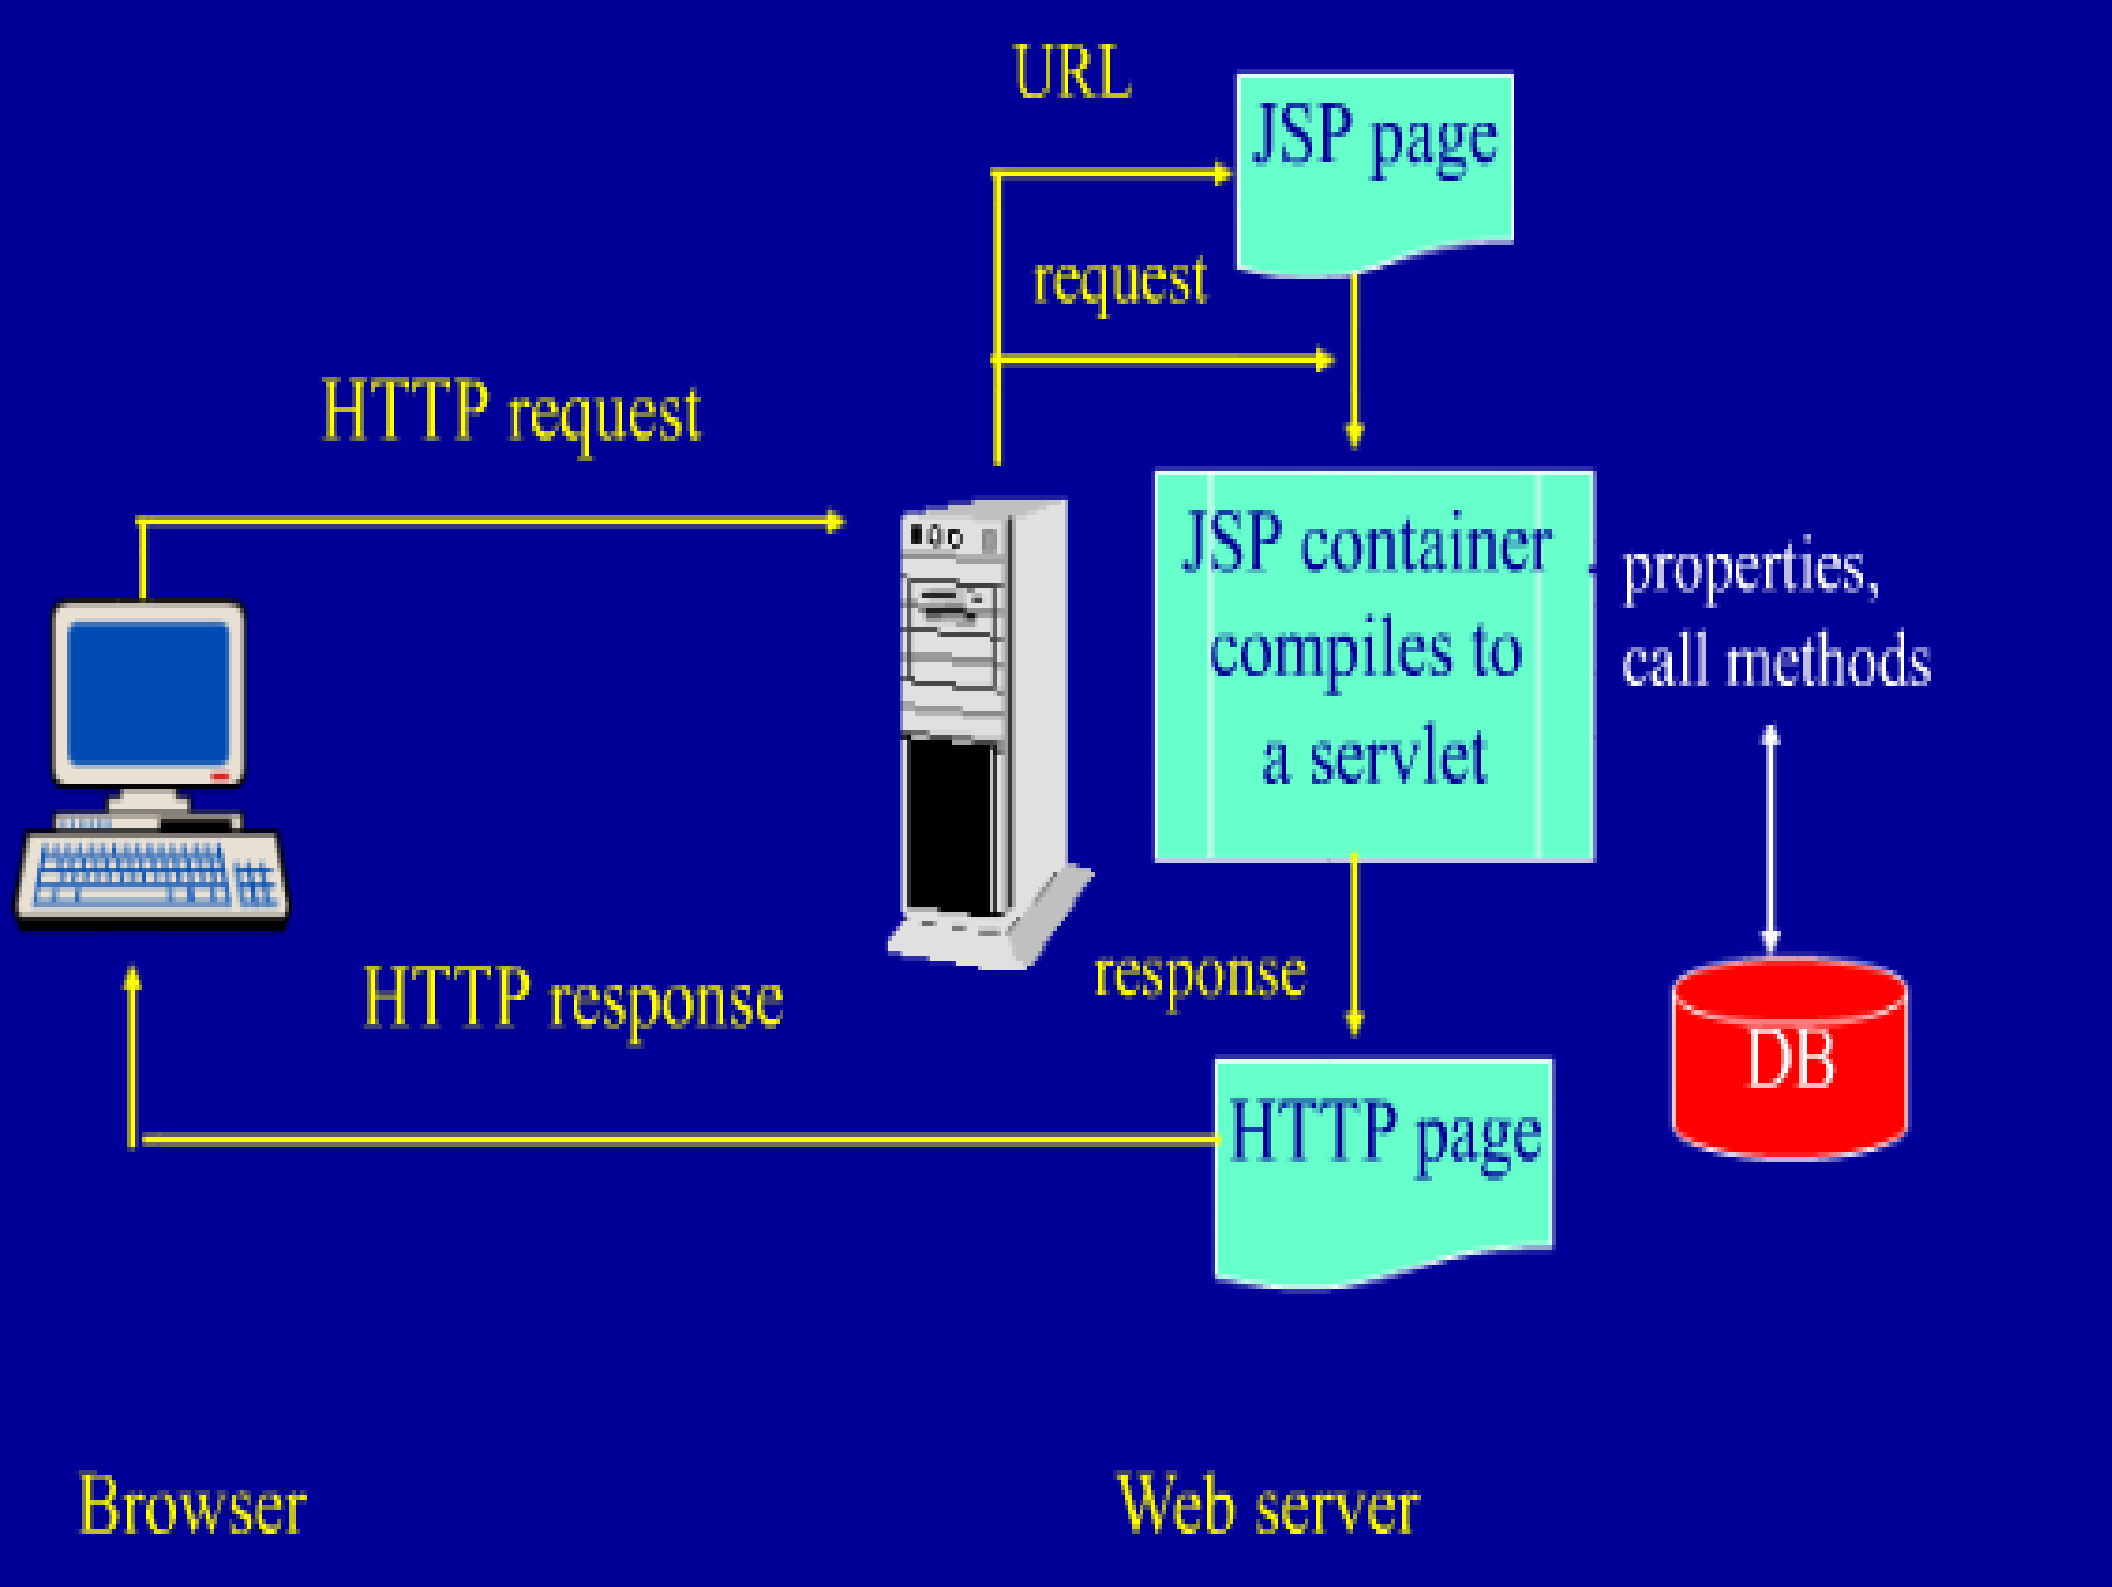 URL
JSP page
request
HTTP request
JSP container
compiles to
a servlet
properties,
call methods
HTTP response
response
DB
HTTP page
Browser
Web server